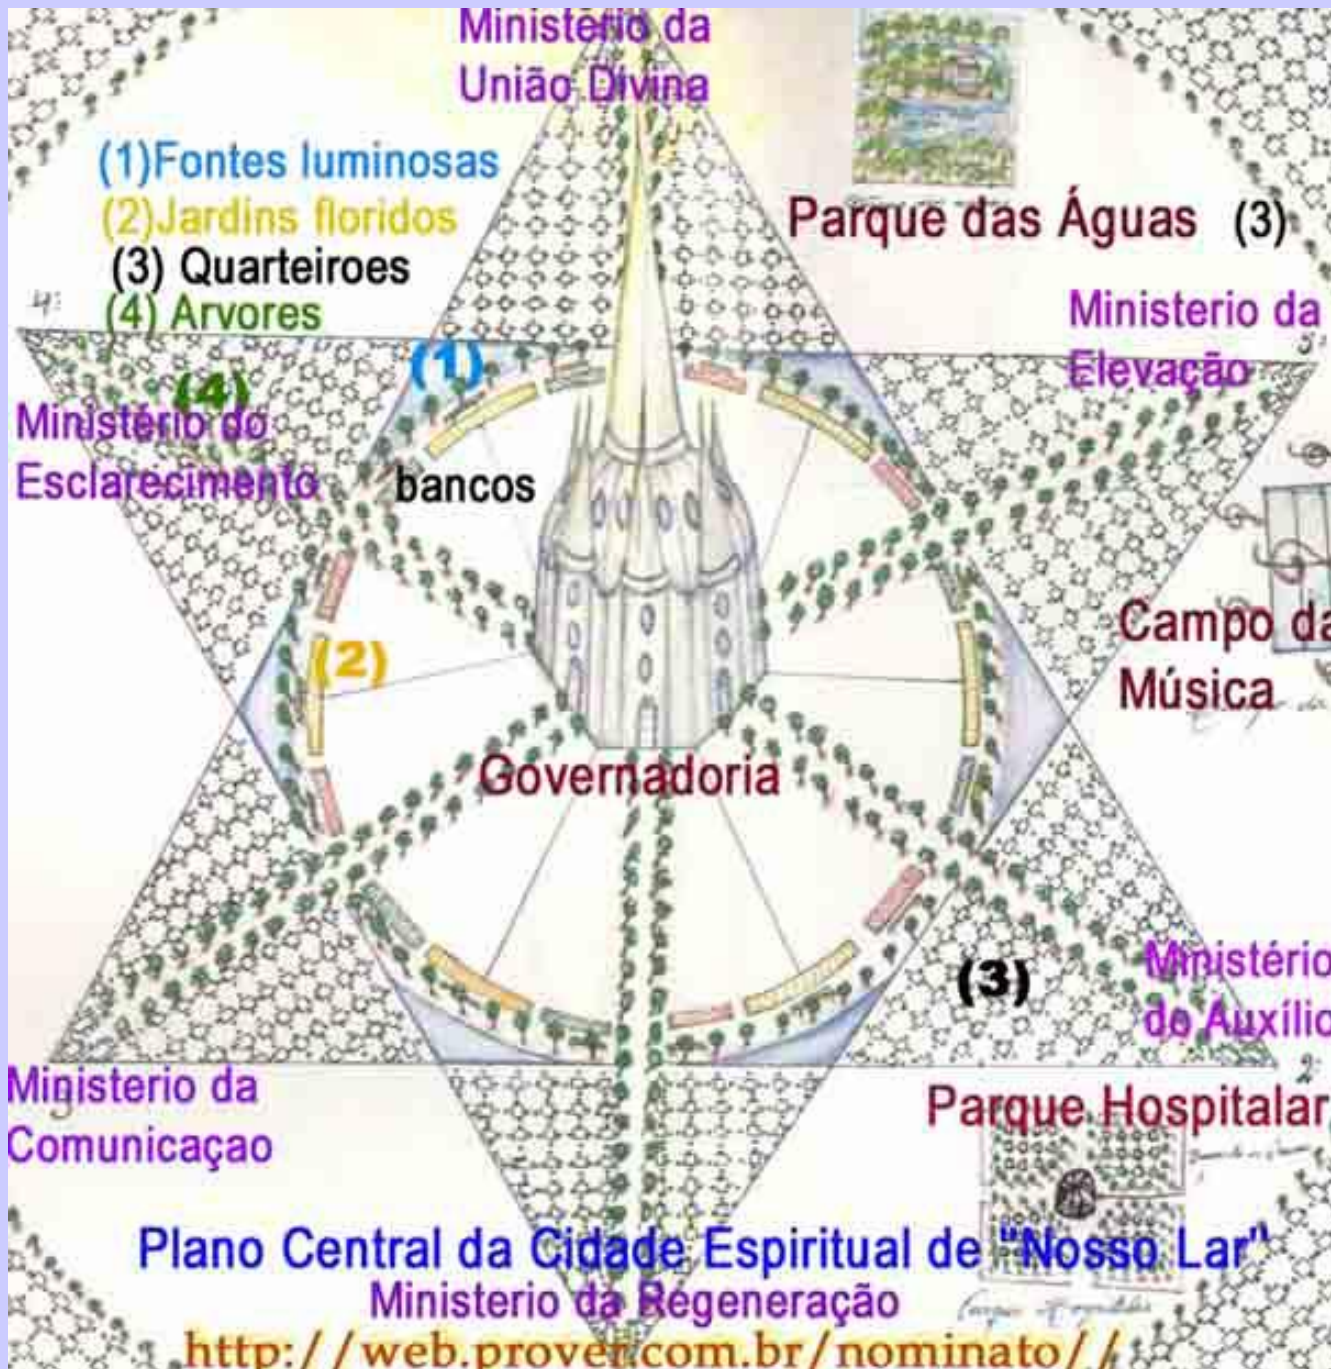 Ministerio da
União Divina
(1)Fontes luminosas
(2)Jardins floridos
(3) Quarteiroes
(4) Arvores
Parque das Águas (3)
4:
Ministerio da
Elevação
(1)
(4)
Ministério do
Esclarecimento
bancos
(2)
Campo da
Música
Governadoria
(3)
Ministério
do Auxílio
2:
Ministerio da
Comunicaçao
Parque Hospitalar
Plano Central da Cidade Espiritual de "Nosso Lar"
Ministerio da Regeneração
http://web.prover.com.br/nominato//